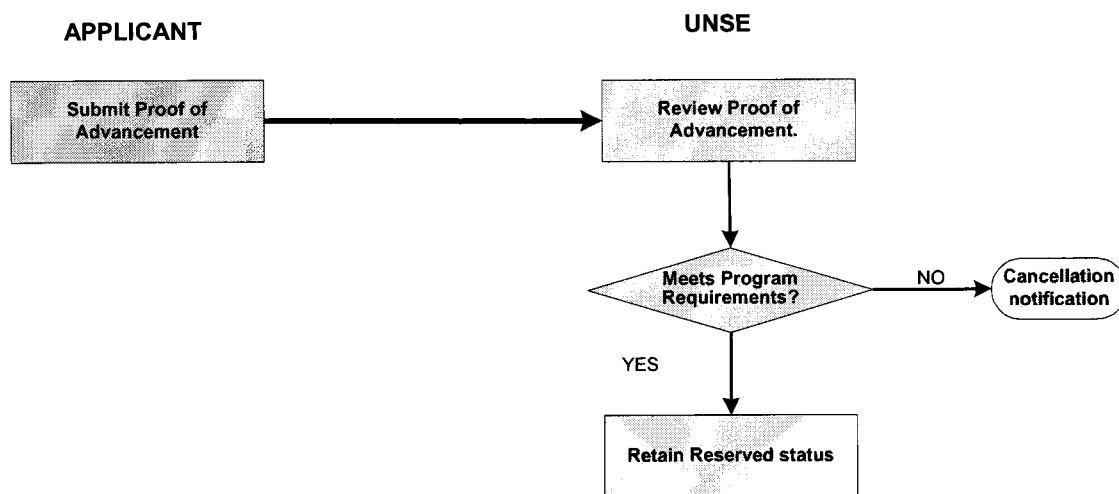 APPLICANT
UNSE
Submit Proof of
Advancement
Review Proof of
Advancement.
Meets Program
Requirements?
NO
Cancellation
notification
YES
Retain Reserved status